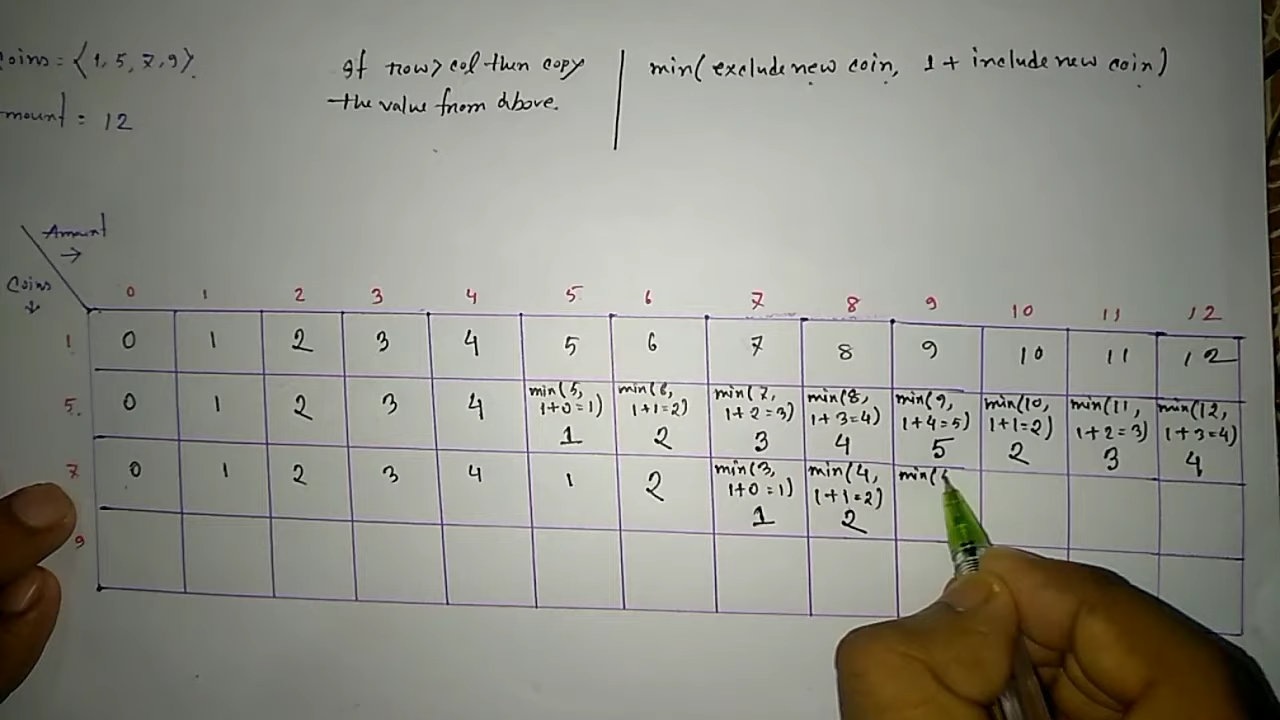 oins = {1, 5, 7, 9}.
mount = 12
If row > col then copy
the value from above.
min( exclude new coin, 1 + include new coin )
Amount
→
Coins
↓
0 1 2 3 4 5 6 7 8 9 10 11 12
1 0 1 2 3 4 5 6 7 8 9 10 11 12
5. 0 1 2 3 4 min(5, min(6, min(7, min(8, min(9, min(10, min(11, min(12,
1+0=1) 1+1=2) 1+2=3) 1+3=4) 1+4=5) 1+1=2) 1+2=3) 1+3=4)
1 2 3 4 5 2 3 4
7 0 1 2 3 4 1 2 min(3, min(4, min(
1+0=1) 1+1=2)
1 2
9